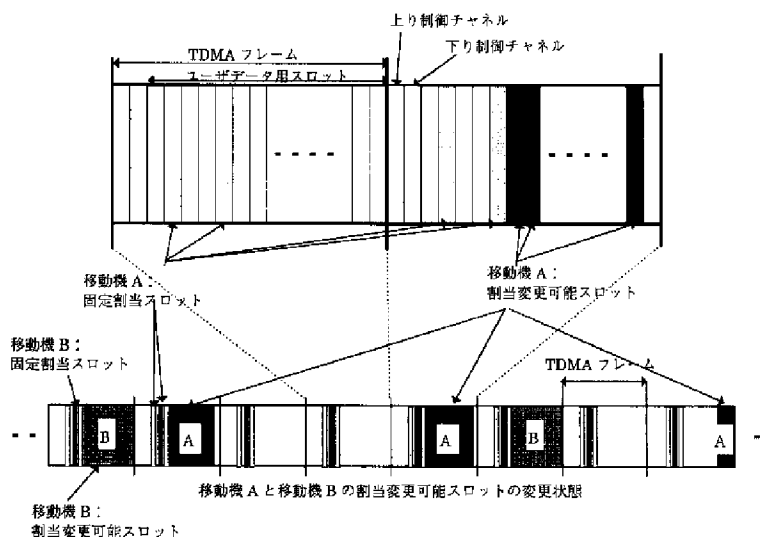 上り制御チャネル
TDMA フレーム
下り制御チャネル
ユーザデータ用スロット
移動機 A:
固定割当スロット
移動機 A:
割当変更可能スロット
移動機 B:
固定割当スロット
TDMA フレーム
B
A
A
B
A
移動機 A と移動機 B の割当変更可能スロットの変更状態
移動機 B:
割当変更可能スロット